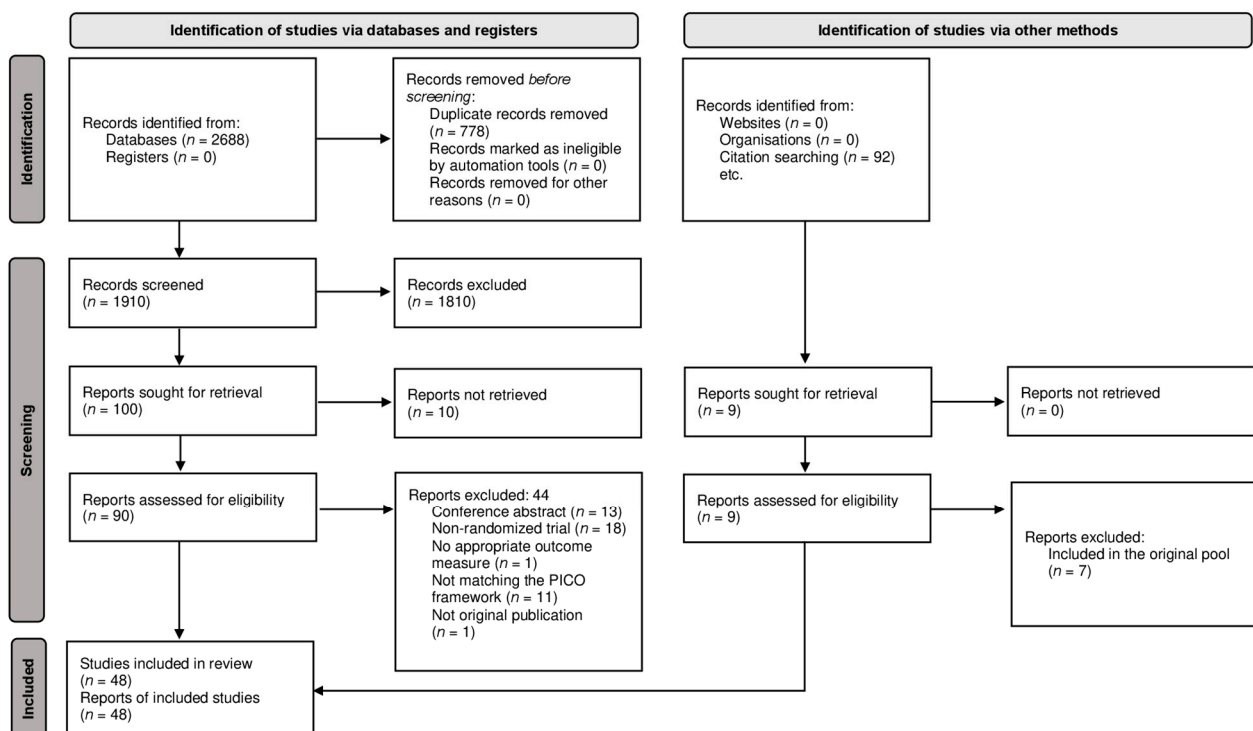 Identification of studies via databases and registers
Identification of studies via other methods
Identification
Records identified from:
Databases (n = 2688)
Registers (n = 0)
Records removed before
screening:
Duplicate records removed
(n = 778)
Records marked as ineligible
by automation tools (n = 0)
Records removed for other
reasons (n = 0)
Records identified from:
Websites (n = 0)
Organisations (n = 0)
Citation searching (n = 92)
etc.
Screening
Records screened
(n = 1910)
Records excluded
(n = 1810)
Reports sought for retrieval
(n = 100)
Reports not retrieved
(n = 10)
Reports sought for retrieval
(n = 9)
Reports not retrieved
(n = 0)
Reports assessed for eligibility
(n = 90)
Reports excluded: 44
Conference abstract (n = 13)
Non-randomized trial (n = 18)
No appropriate outcome
measure (n = 1)
Not matching the PICO
framework (n = 11)
Not original publication
(n = 1)
Reports assessed for eligibility
(n = 9)
Reports excluded:
Included in the original pool
(n = 7)
Included
Studies included in review
(n = 48)
Reports of included studies
(n = 48)